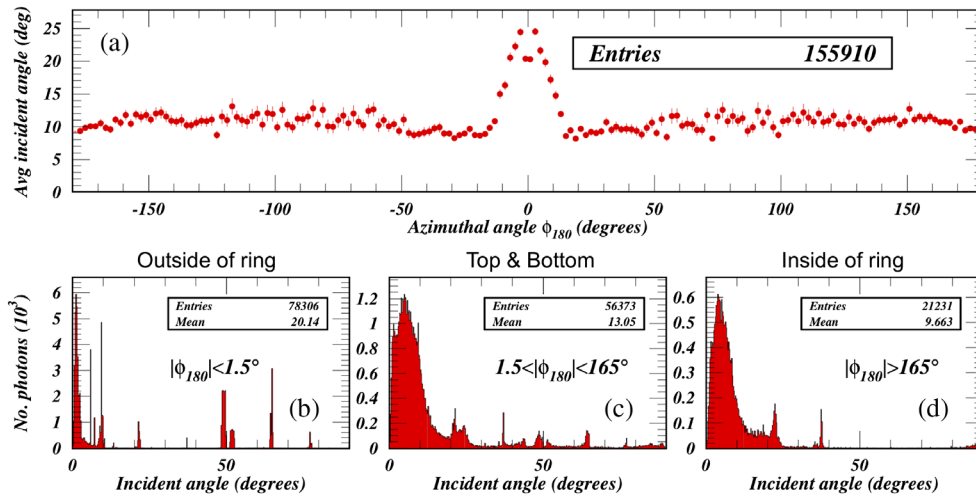 Avg incident angle (deg)
25
20
15
10
5
0
(a)
Entries 155910
-150 -100 -50 0 50 100 150
Azimuthal angle ϕ180 (degrees)
Outside of ring
Top & Bottom
Inside of ring
No. photons (10³)
6
5
4
3
2
1
0
Entries 78306
Mean 20.14
|ϕ180|<1.5°
(b)
0 50
Incident angle (degrees)
1.2
1
0.8
0.6
0.4
0.2
0
Entries 56373
Mean 13.05
1.5<|ϕ180|<165°
(c)
0 50
Incident angle (degrees)
0.6
0.5
0.4
0.3
0.2
0.1
0
Entries 21231
Mean 9.663
|ϕ180|>165°
(d)
0 50
Incident angle (degrees)